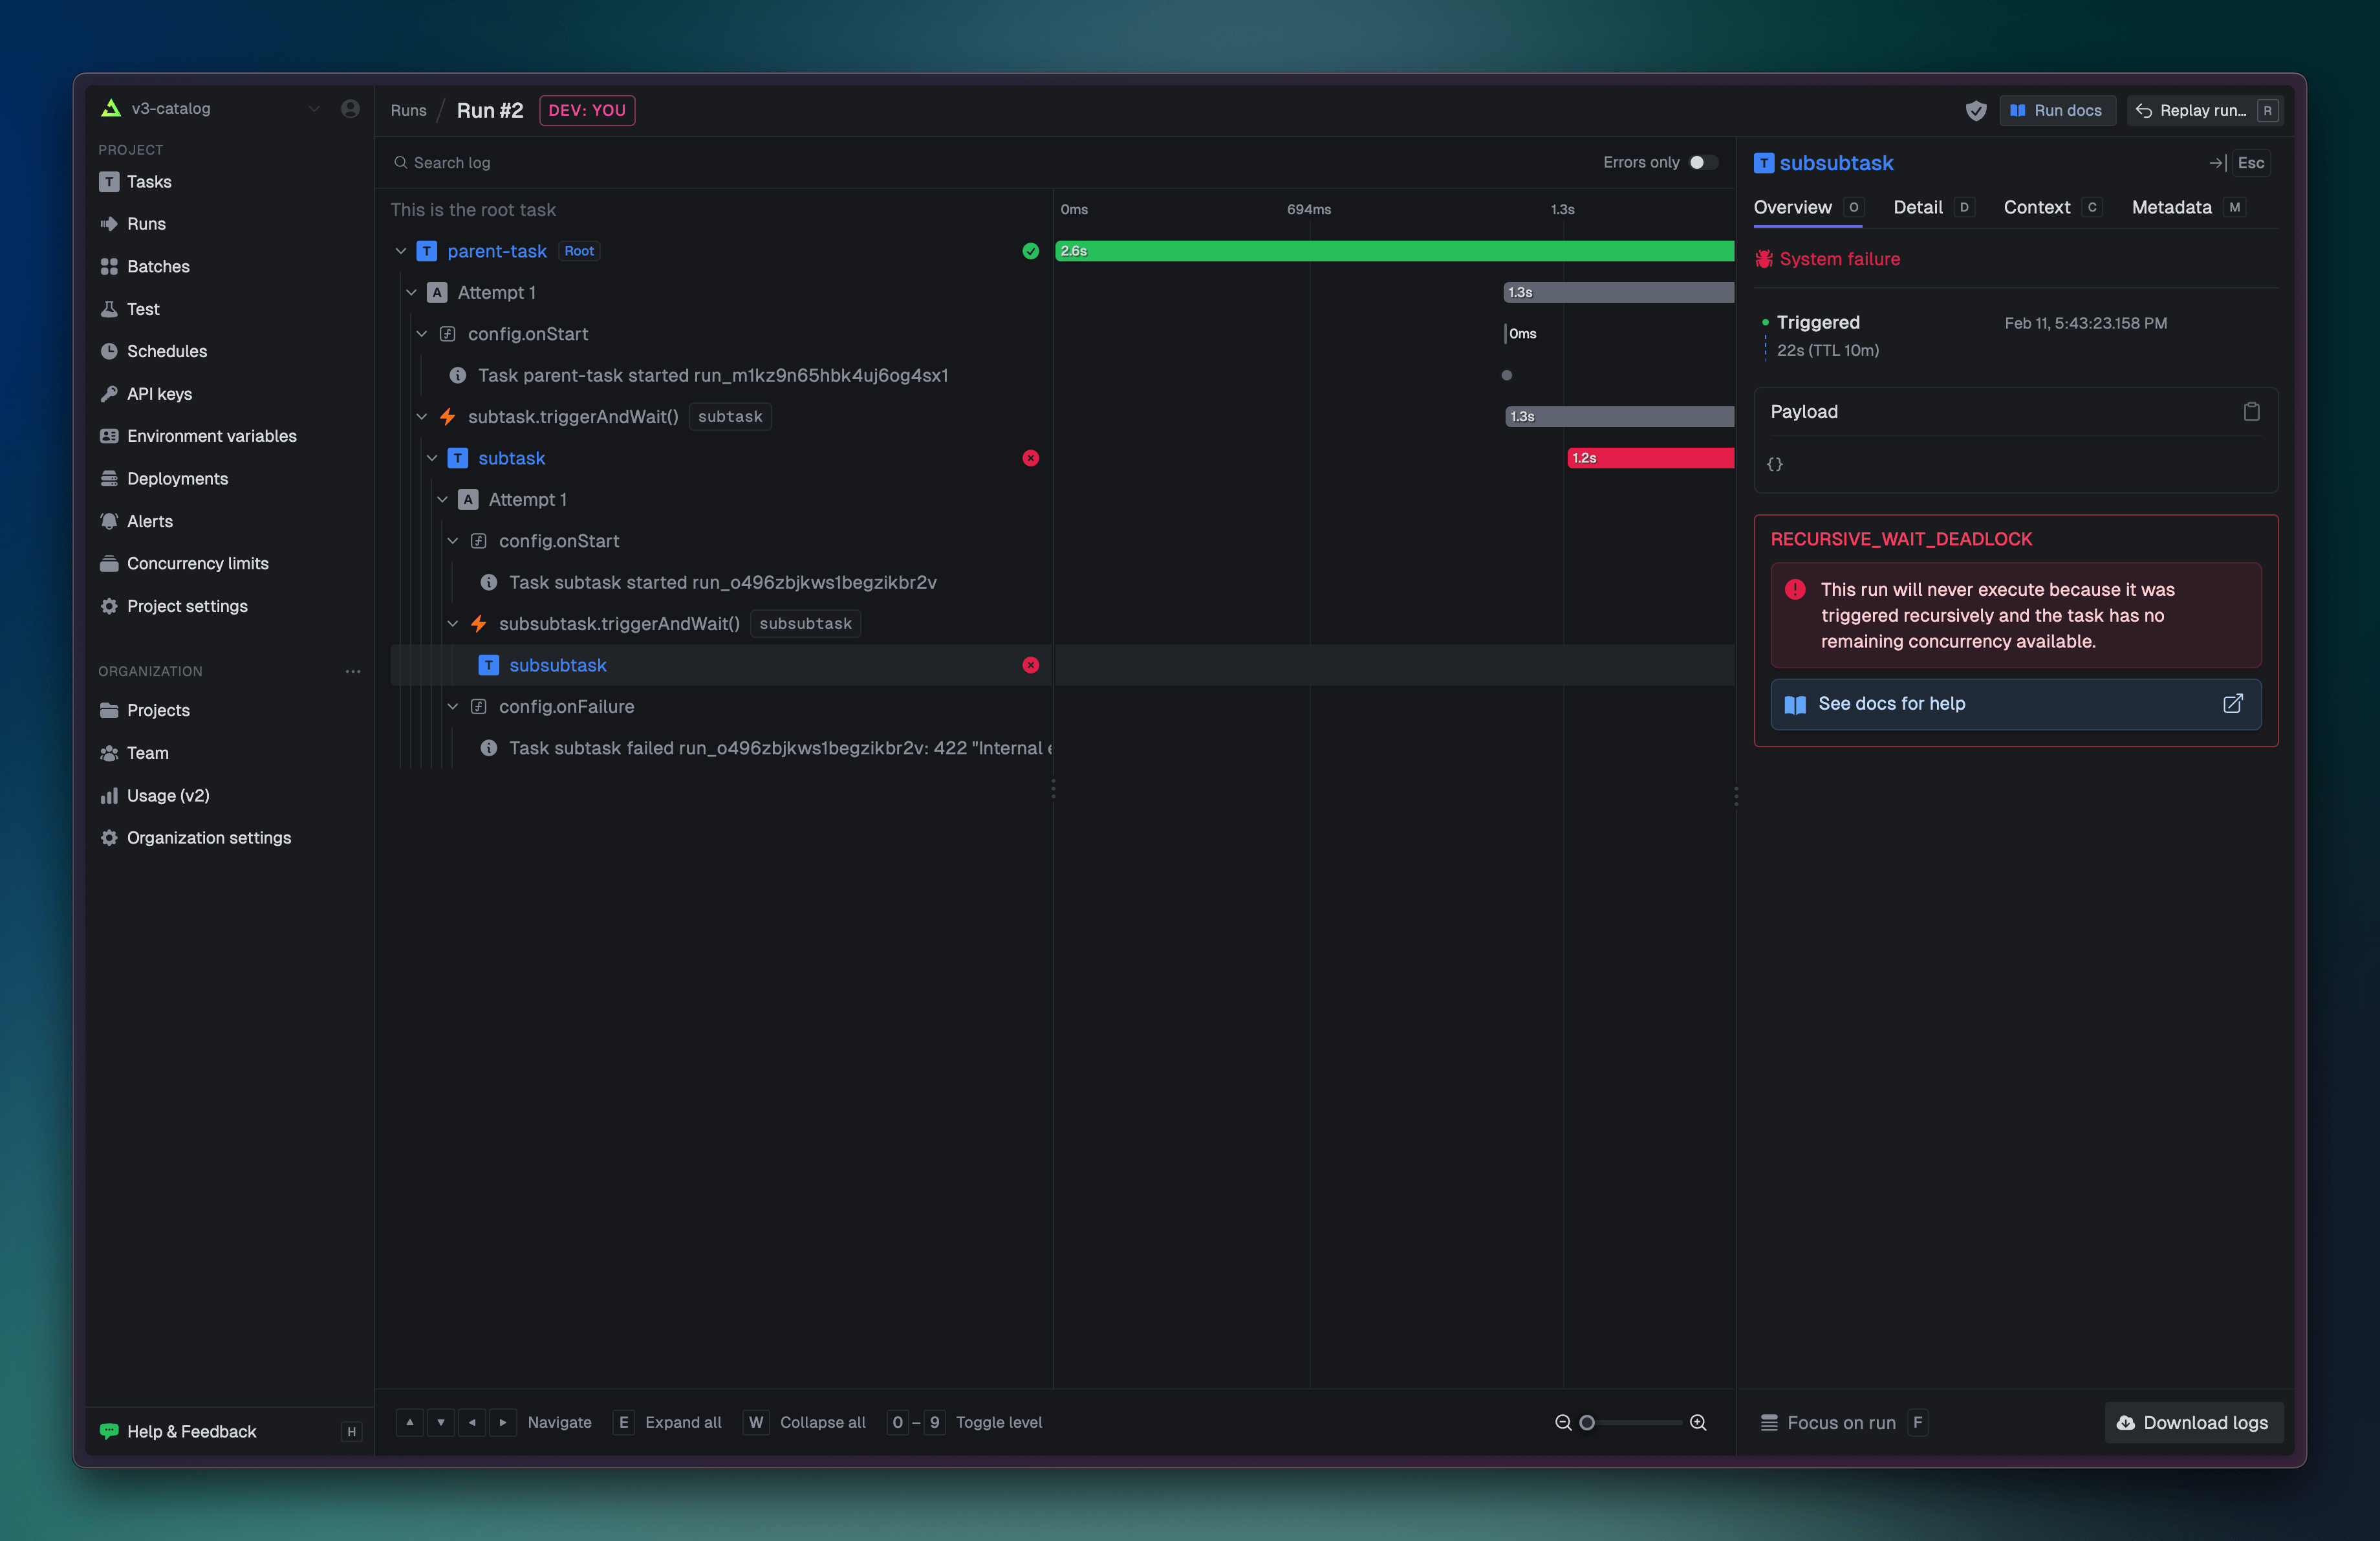 v3-catalog
PROJECT
T Tasks
Runs
Batches
Test
Schedules
API keys
Environment variables
Deployments
Alerts
Concurrency limits
Project settings
ORGANIZATION
Projects
Team
Usage (v2)
Organization settings
Help & Feedback H
Runs / Run #2 DEV: YOU
Run docs
Replay run... R
Search log
Errors only
This is the root task
0ms 694ms 1.3s
T parent-task Root 2.6s
A Attempt 1 1.3s
config.onStart 0ms
Task parent-task started run_m1kz9n65hbk4uj6og4sx1
subtask.triggerAndWait() subtask 1.3s
T subtask 1.2s
A Attempt 1
config.onStart
Task subtask started run_o496zbjkws1begzikbr2v
subsubtask.triggerAndWait() subsubtask
T subsubtask
config.onFailure
Task subtask failed run_o496zbjkws1begzikbr2v: 422 "Internal e
Navigate E Expand all W Collapse all 0 – 9 Toggle level
T subsubtask Esc
Overview O Detail D Context C Metadata M
System failure
Triggered Feb 11, 5:43:23.158 PM
22s (TTL 10m)
Payload
{}
RECURSIVE_WAIT_DEADLOCK
This run will never execute because it was
triggered recursively and the task has no
remaining concurrency available.
See docs for help
Focus on run F
Download logs